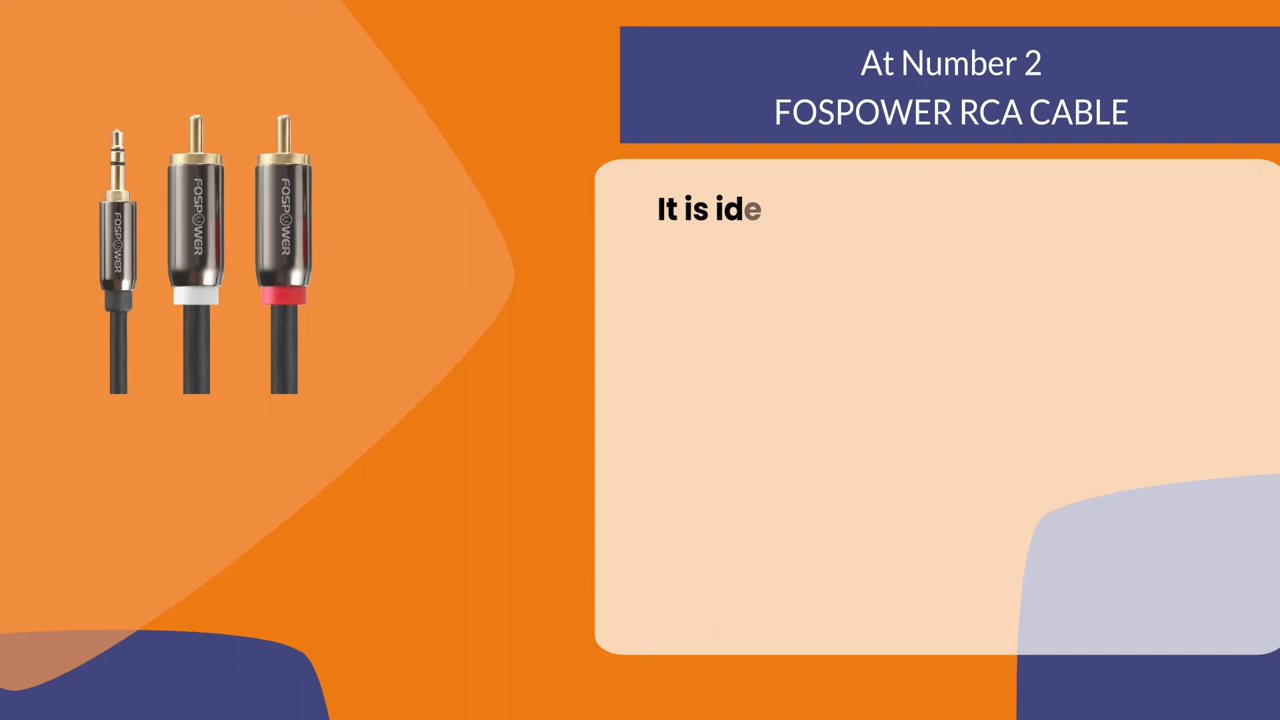 At Number 2
FOSPOWER RCA CABLE
It is ide
FOSPOWER
FOSPOWER
FOSPOWER